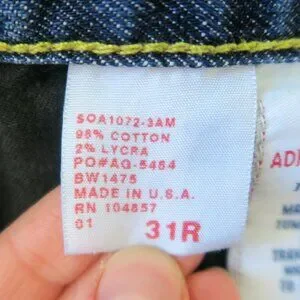 SOA1072-3AM
98% COTTON
2% LYCRA
PO#AG-5464
BW1475
MADE IN U.S.A.
RN 104857
01 31R